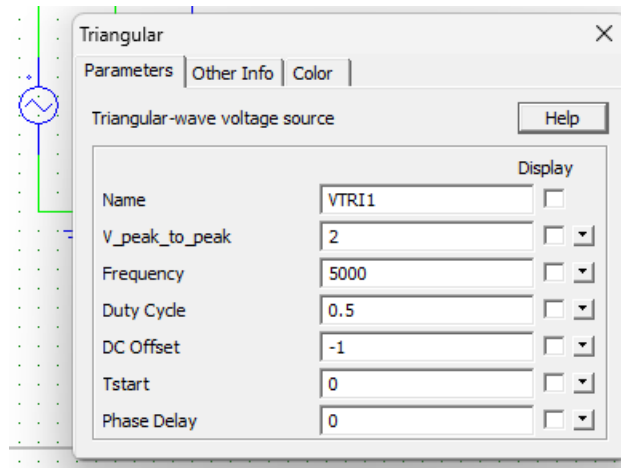 Triangular
Parameters Other Info Color
Triangular-wave voltage source Help
Display
Name VTRI1
V_peak_to_peak 2
Frequency 5000
Duty Cycle 0.5
DC Offset -1
Tstart 0
Phase Delay 0